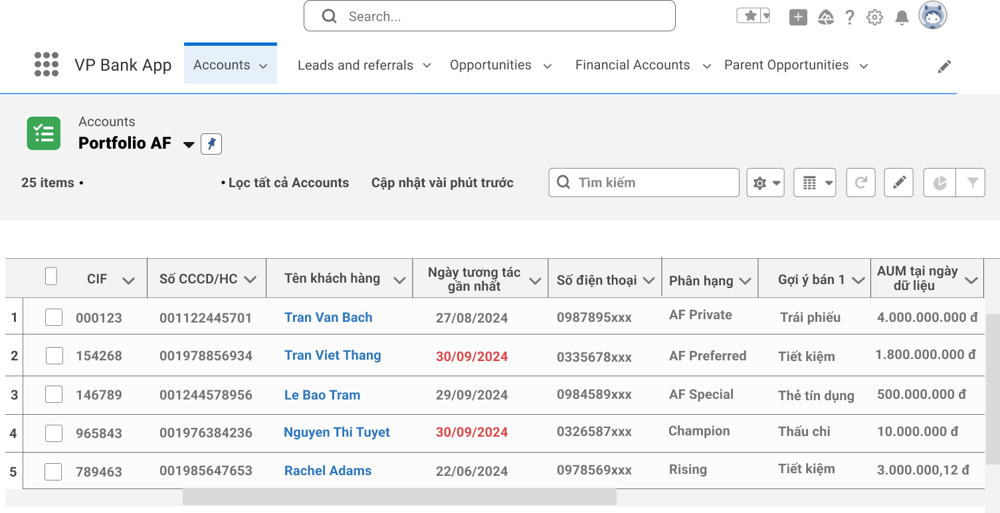 Search...
VP Bank App Accounts Leads and referrals Opportunities Financial Accounts Parent Opportunities
Accounts
Portfolio AF
25 items • • Lọc tất cả Accounts Cập nhật vài phút trước Tìm kiếm
CIF Số CCCD/HC Tên khách hàng Ngày tương tác gần nhất Số điện thoại Phân hạng Gợi ý bán 1 AUM tại ngày dữ liệu
1 000123 001122445701 Tran Van Bach 27/08/2024 0987895xxx AF Private Trái phiếu 4.000.000.000 đ
2 154268 001978856934 Tran Viet Thang 30/09/2024 0335678xxx AF Preferred Tiết kiệm 1.800.000.000 đ
3 146789 001244578956 Le Bao Tram 29/09/2024 0984589xxx AF Special Thẻ tín dụng 500.000.000 đ
4 965843 001976384236 Nguyen Thi Tuyet 30/09/2024 0326587xxx Champion Thấu chi 10.000.000 đ
5 789463 001985647653 Rachel Adams 22/06/2024 0978569xxx Rising Tiết kiệm 3.000.000,12 đ